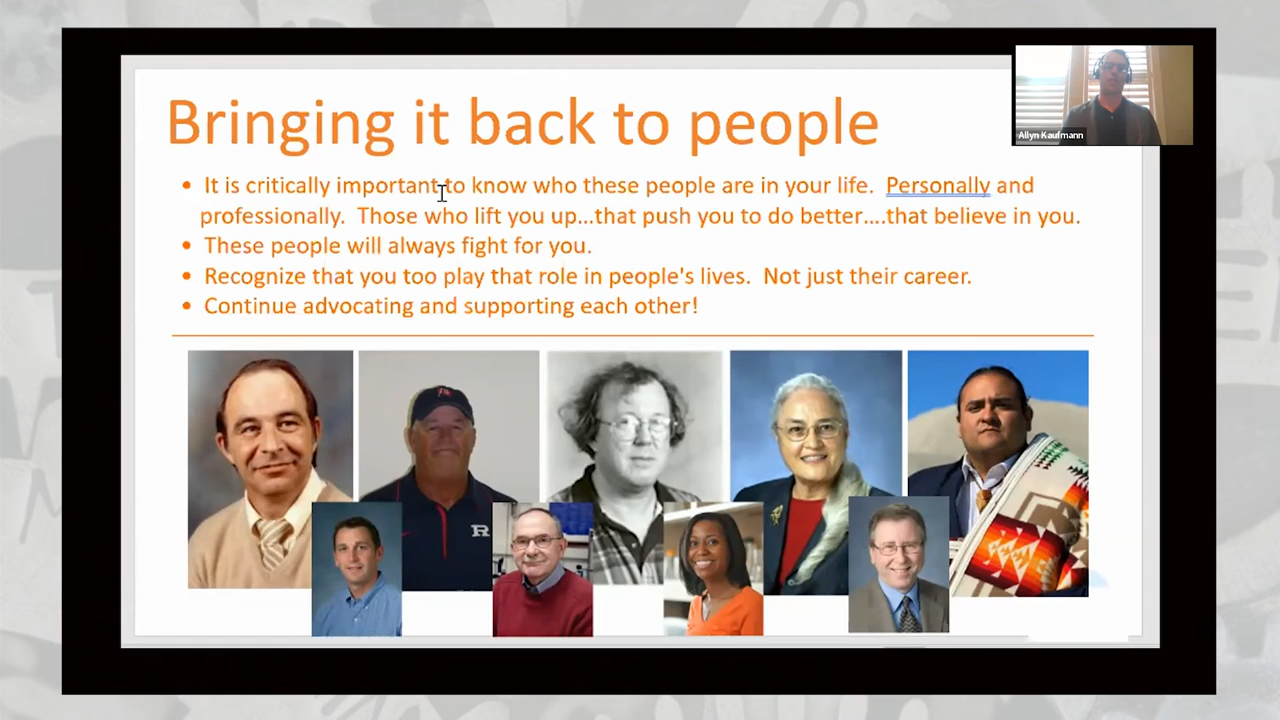 Bringing it back to people
Allyn Kaufmann
• It is critically important to know who these people are in your life.  Personally and
professionally.  Those who lift you up...that push you to do better....that believe in you.
• These people will always fight for you.
• Recognize that you too play that role in people's lives.  Not just their career.
• Continue advocating and supporting each other!
R